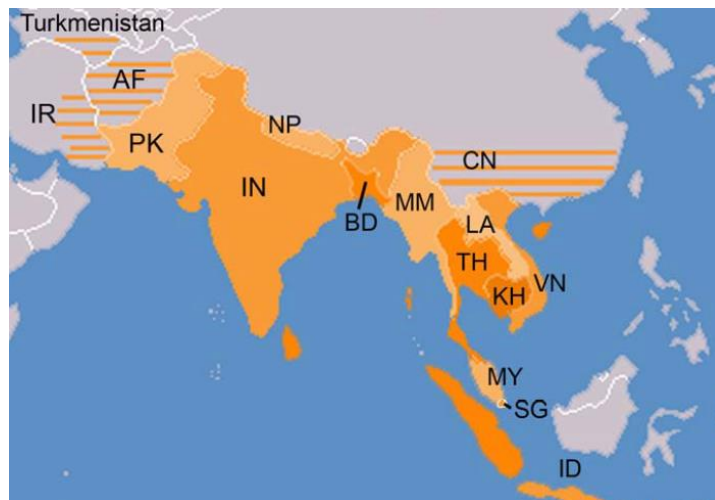 Turkmenistan
AF
IR
PK
NP
CN
IN
BD
MM
LA
TH
VN
KH
MY
SG
ID